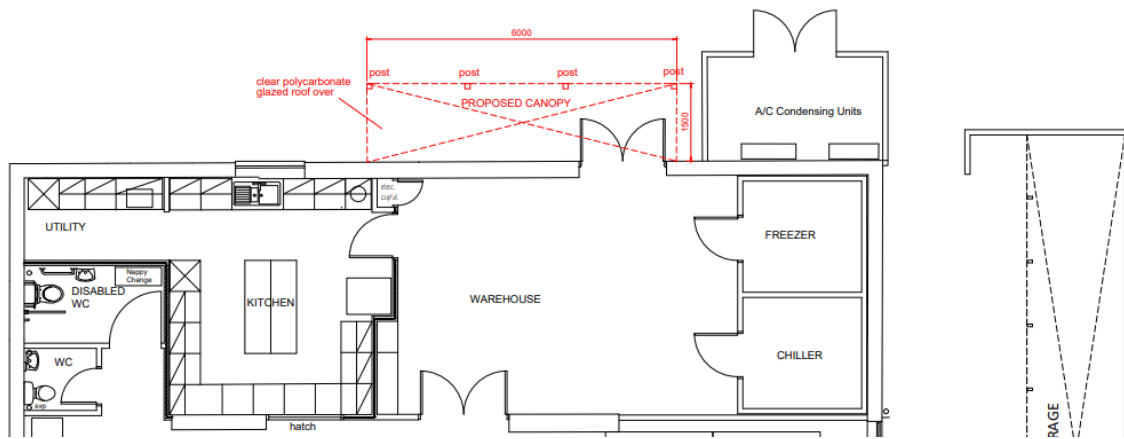 6000
post
post
post
post
clear polycarbonate
glazed roof over
PROPOSED CANOPY
1500
A/C Condensing Units
elec.
cup'd.
UTILITY
FREEZER
Nappy
Change
DISABLED
WC
KITCHEN
WAREHOUSE
WC
CHILLER
svp
hatch
RAGE